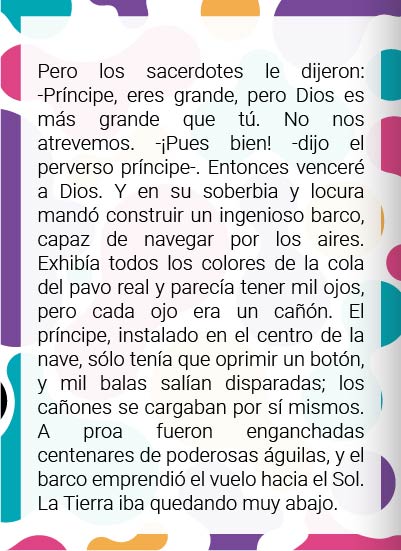 Pero los sacerdotes le dijeron:
-Príncipe, eres grande, pero Dios es
más grande que tú. No nos
atrevemos. -¡Pues bien! -dijo el
perverso príncipe-. Entonces venceré
a Dios. Y en su soberbia y locura
mandó construir un ingenioso barco,
capaz de navegar por los aires.
Exhibía todos los colores de la cola
del pavo real y parecía tener mil ojos,
pero cada ojo era un cañón. El
príncipe, instalado en el centro de la
nave, sólo tenía que oprimir un botón,
y mil balas salían disparadas; los
cañones se cargaban por sí mismos.
A proa fueron enganchadas
centenares de poderosas águilas, y el
barco emprendió el vuelo hacia el Sol.
La Tierra iba quedando muy abajo.